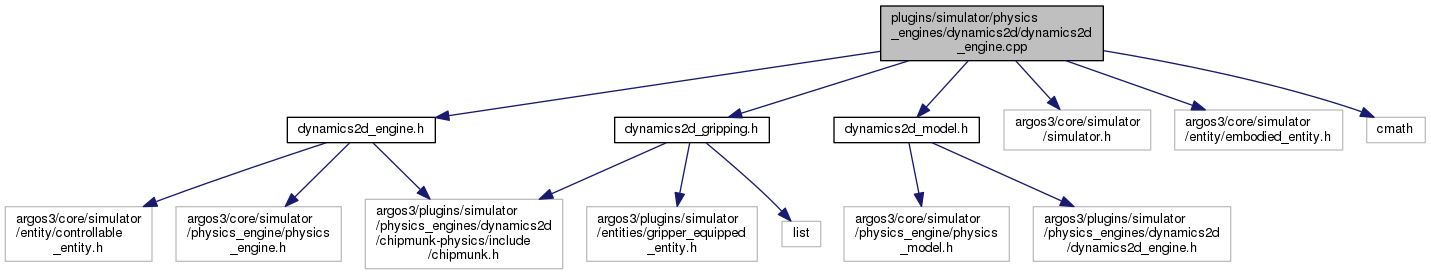 plugins/simulator/physics
_engines/dynamics2d/dynamics2d
_engine.cpp
dynamics2d_engine.h
dynamics2d_gripping.h
dynamics2d_model.h
argos3/core/simulator
/simulator.h
argos3/core/simulator
/entity/embodied_entity.h
cmath
argos3/core/simulator
/entity/controllable
_entity.h
argos3/core/simulator
/physics_engine/physics
_engine.h
argos3/plugins/simulator
/physics_engines/dynamics2d
/chipmunk-physics/include
/chipmunk.h
argos3/plugins/simulator
/entities/gripper_equipped
_entity.h
list
argos3/core/simulator
/physics_engine/physics
_model.h
argos3/plugins/simulator
/physics_engines/dynamics2d
/dynamics2d_engine.h